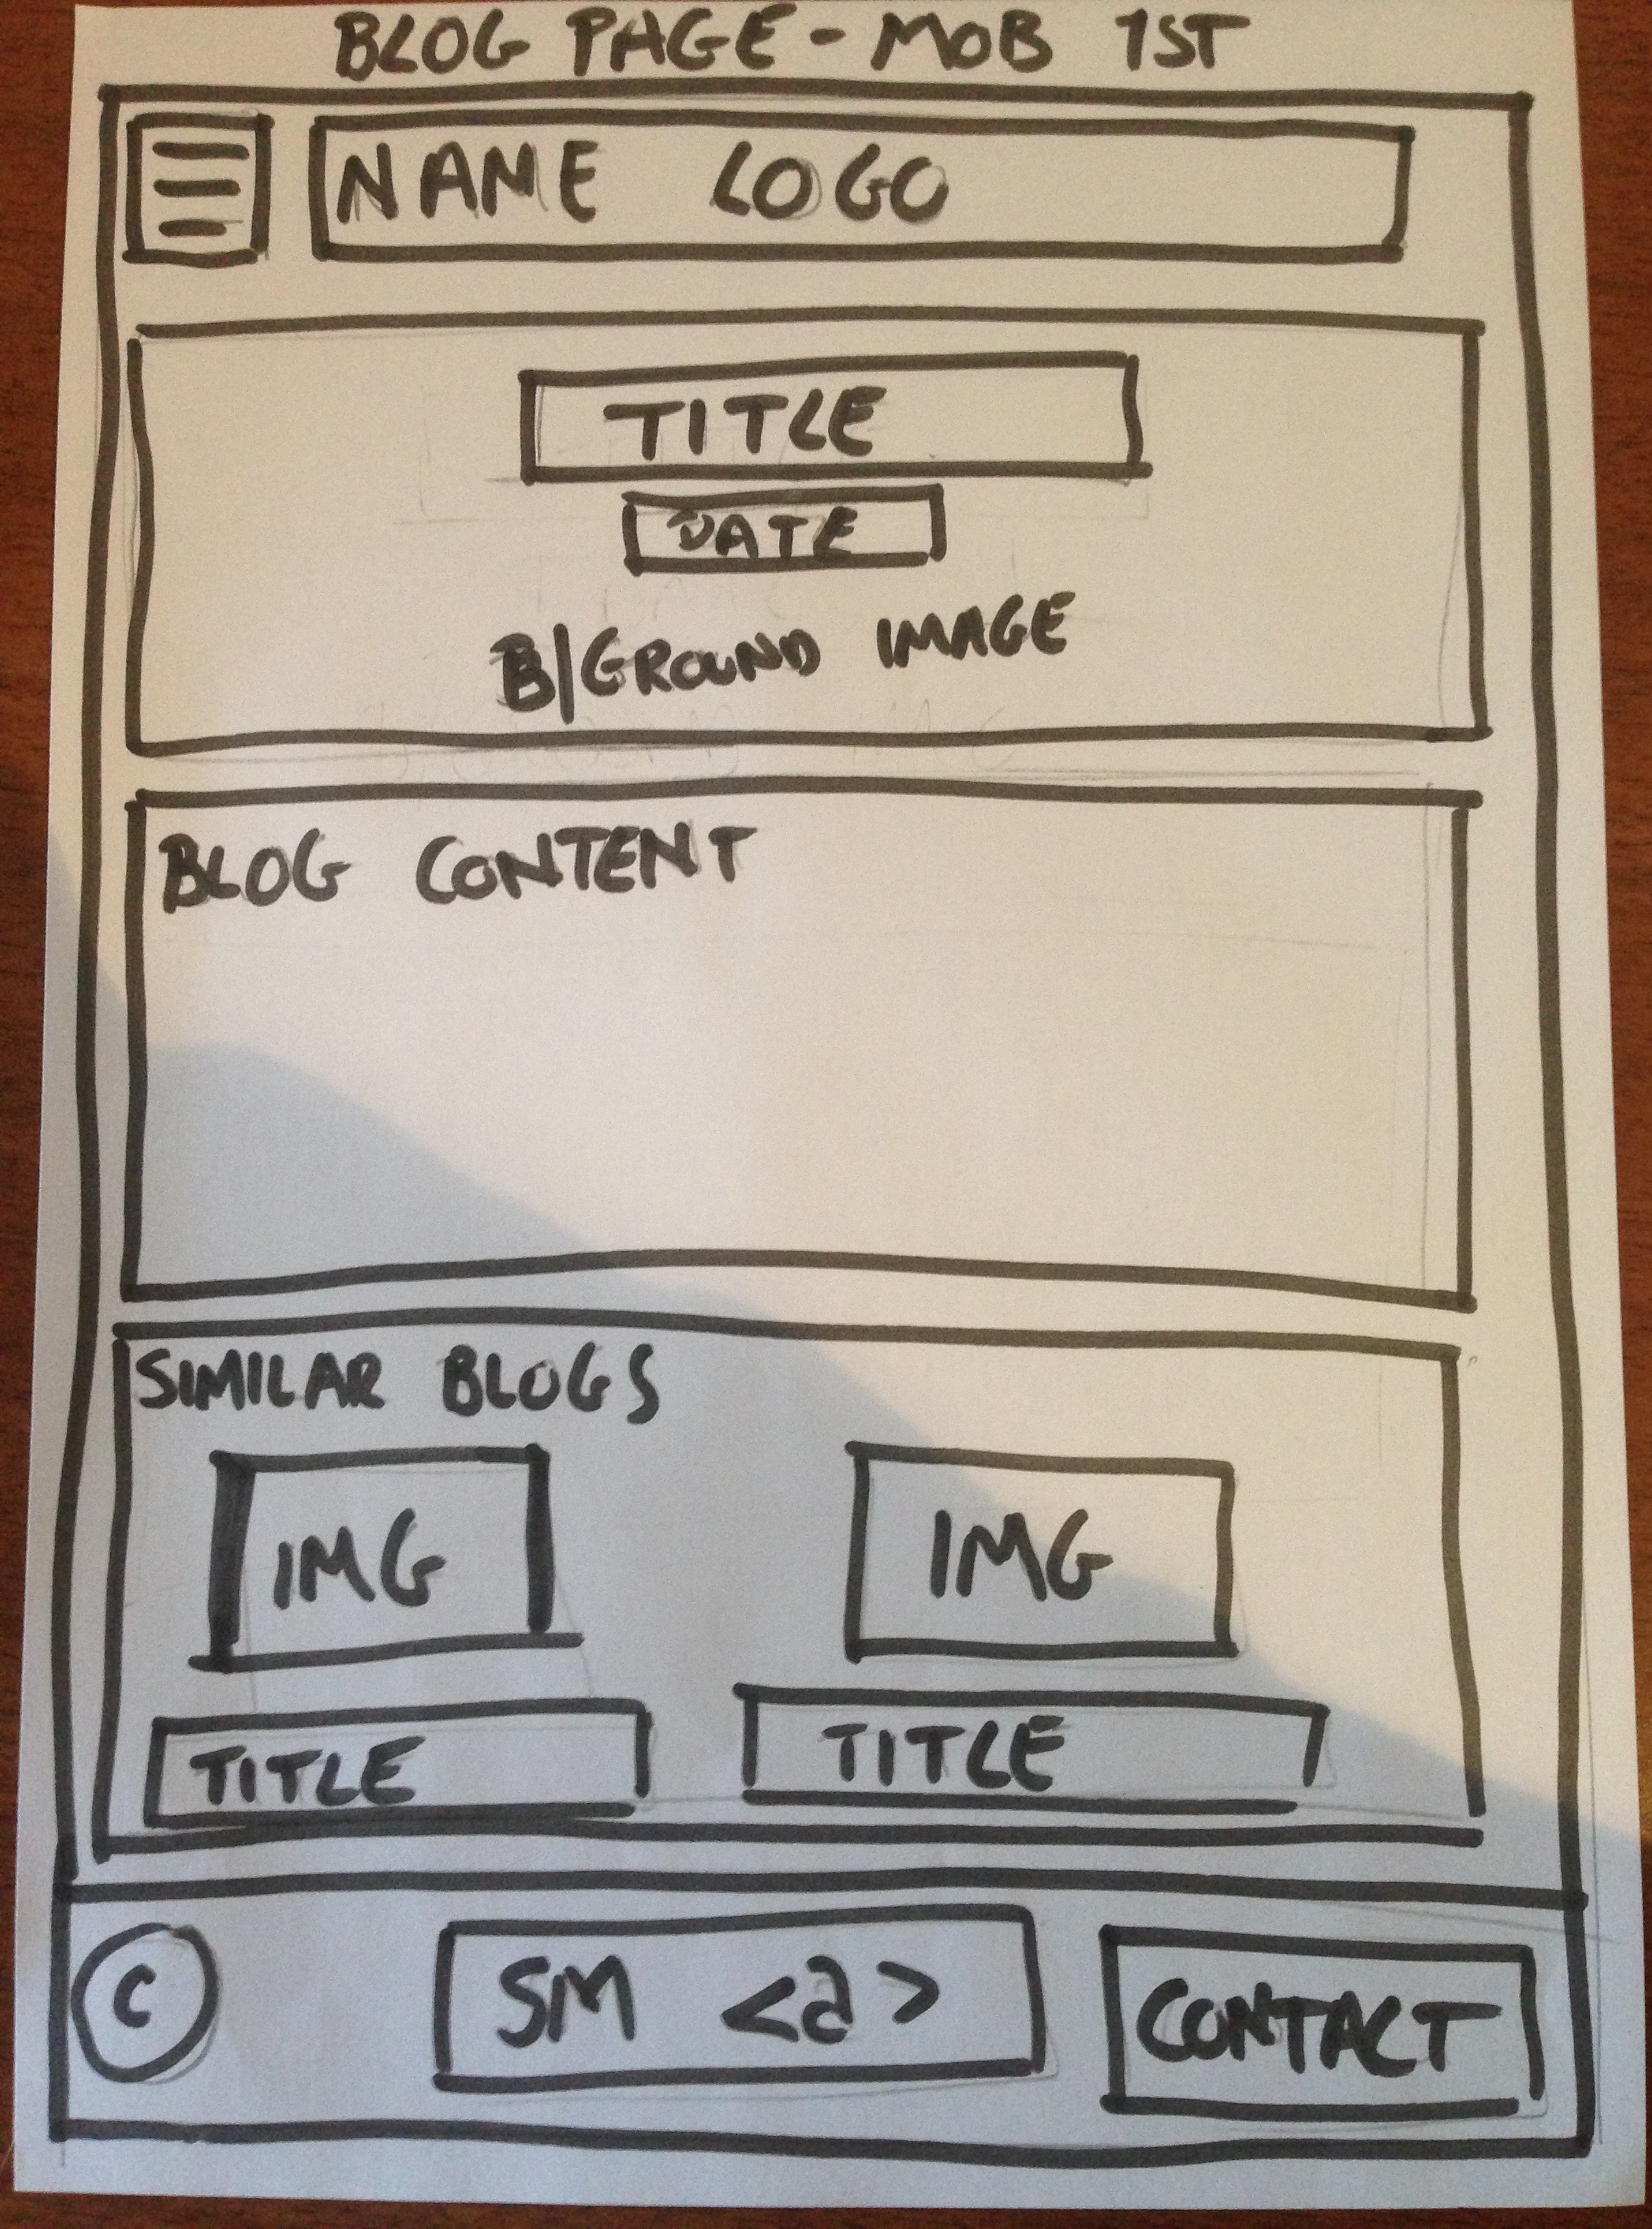 BLOG PAGE - MOB 1ST
NAME LOGO
TITLE
DATE
B/GROUND IMAGE
BLOG CONTENT
SIMILAR BLOGS
IMG IMG
TITLE TITLE
C SM <a> CONTACT